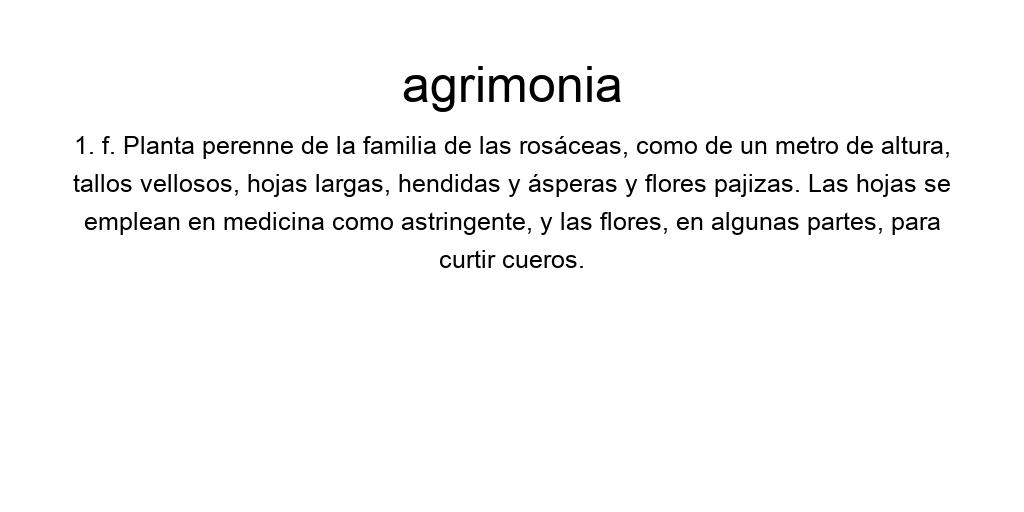 agrimonia
1. f. Planta perenne de la familia de las rosáceas, como de un metro de altura,
tallos vellosos, hojas largas, hendidas y ásperas y flores pajizas. Las hojas se
emplean en medicina como astringente, y las flores, en algunas partes, para
curtir cueros.